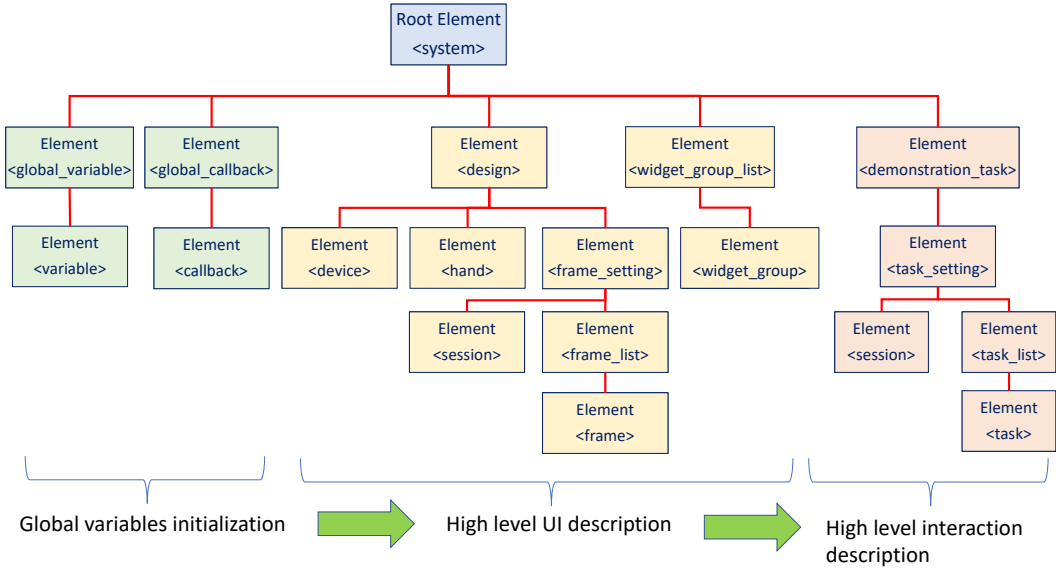 Root Element
<system>
Element
<global_variable>
Element
<global_callback>
Element
<design>
Element
<widget_group_list>
Element
<demonstration_task>
Element
<variable>
Element
<callback>
Element
<device>
Element
<hand>
Element
<frame_setting>
Element
<widget_group>
Element
<task_setting>
Element
<session>
Element
<frame_list>
Element
<session>
Element
<task_list>
Element
<frame>
Element
<task>
Global variables initialization
High level UI description
High level interaction
description